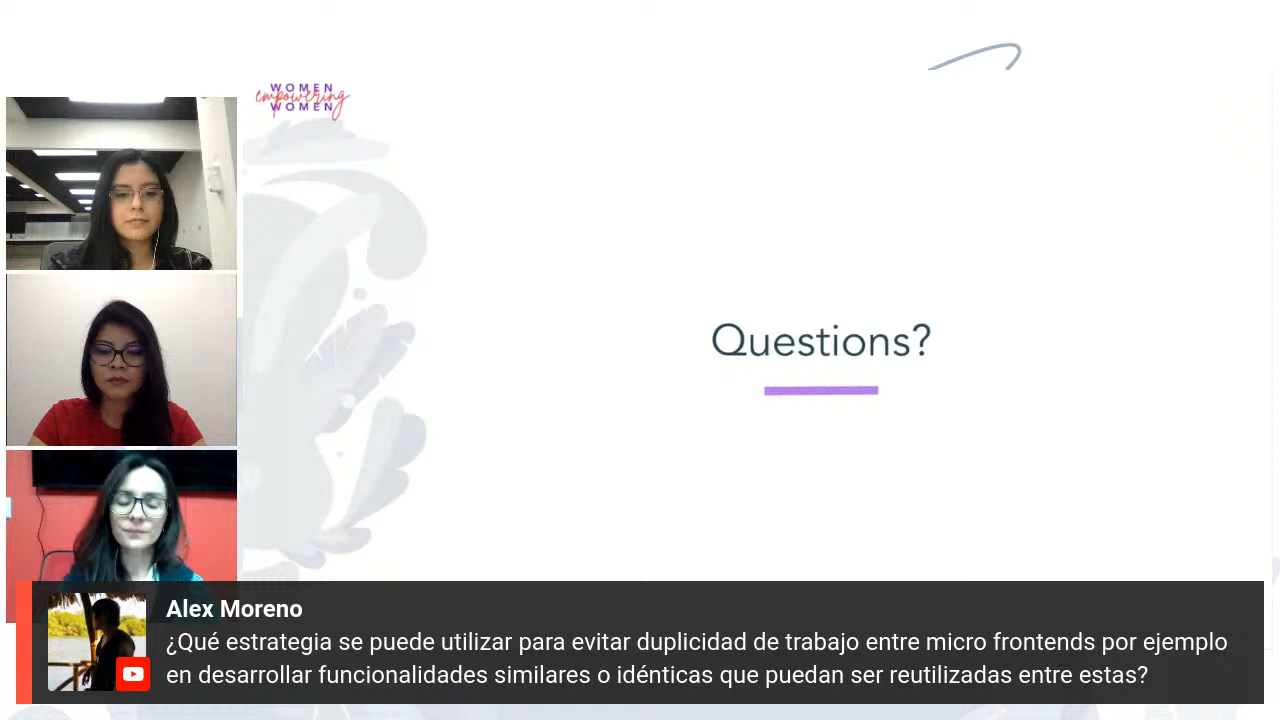 WOMEN
empowering
WOMEN
Questions?
Alex Moreno
¿Qué estrategia se puede utilizar para evitar duplicidad de trabajo entre micro frontends por ejemplo
en desarrollar funcionalidades similares o idénticas que puedan ser reutilizadas entre estas?